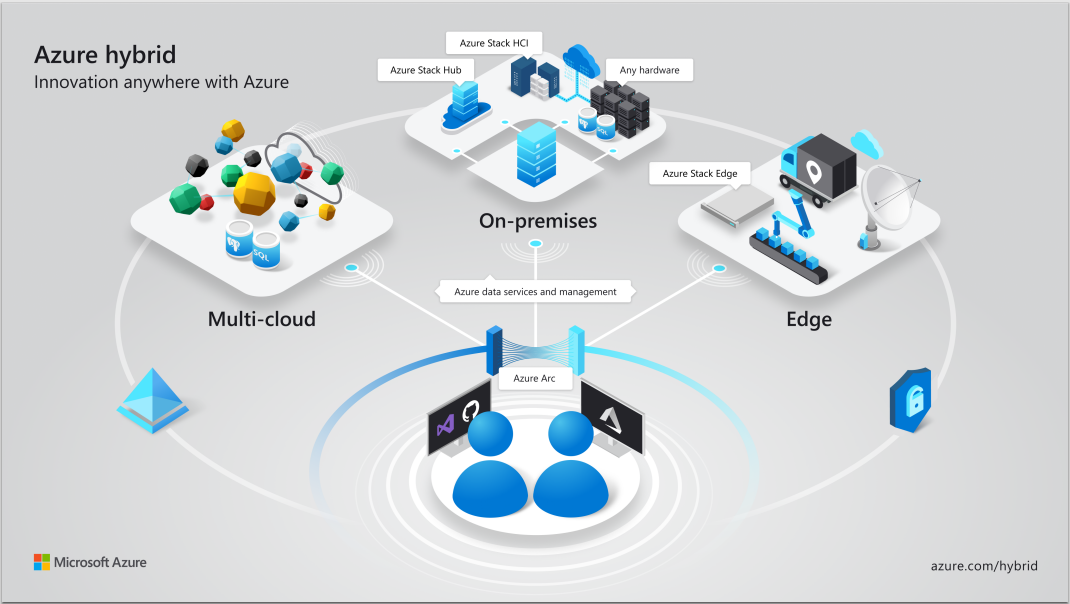 Azure hybrid
Innovation anywhere with Azure
Azure Stack HCI
Azure Stack Hub
Any hardware
SQL
On-premises
Azure Stack Edge
SQL
Multi-cloud
Azure data services and management
Edge
Azure Arc
Microsoft Azure
azure.com/hybrid